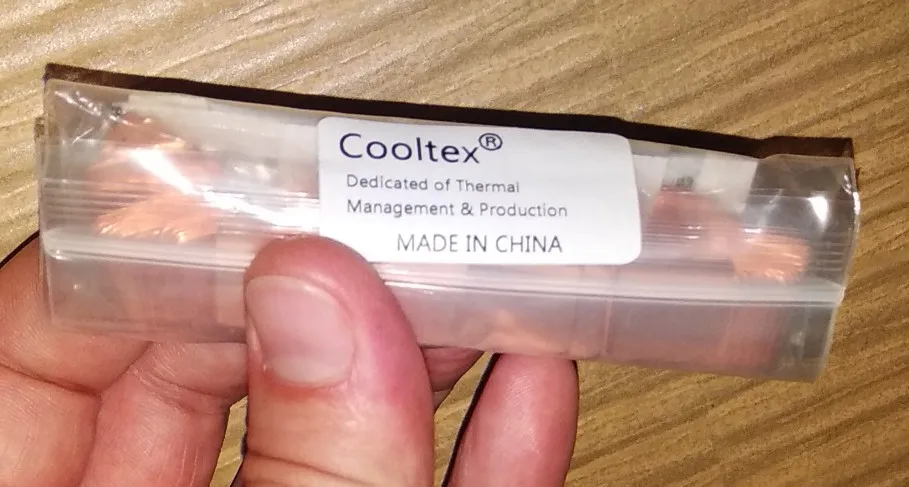 Cooltex®
Dedicated of Thermal
Management & Production
MADE IN CHINA